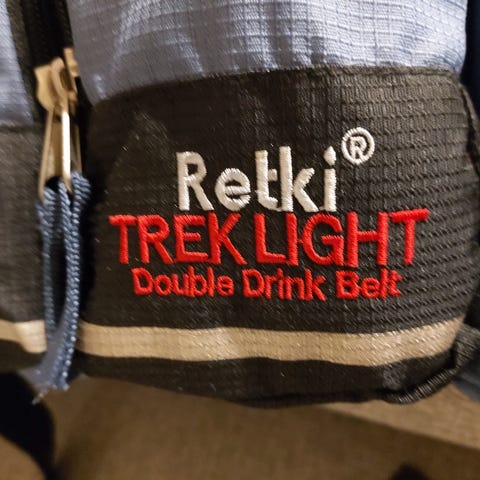 Retki®
TREK LIGHT
Double Drink Belt